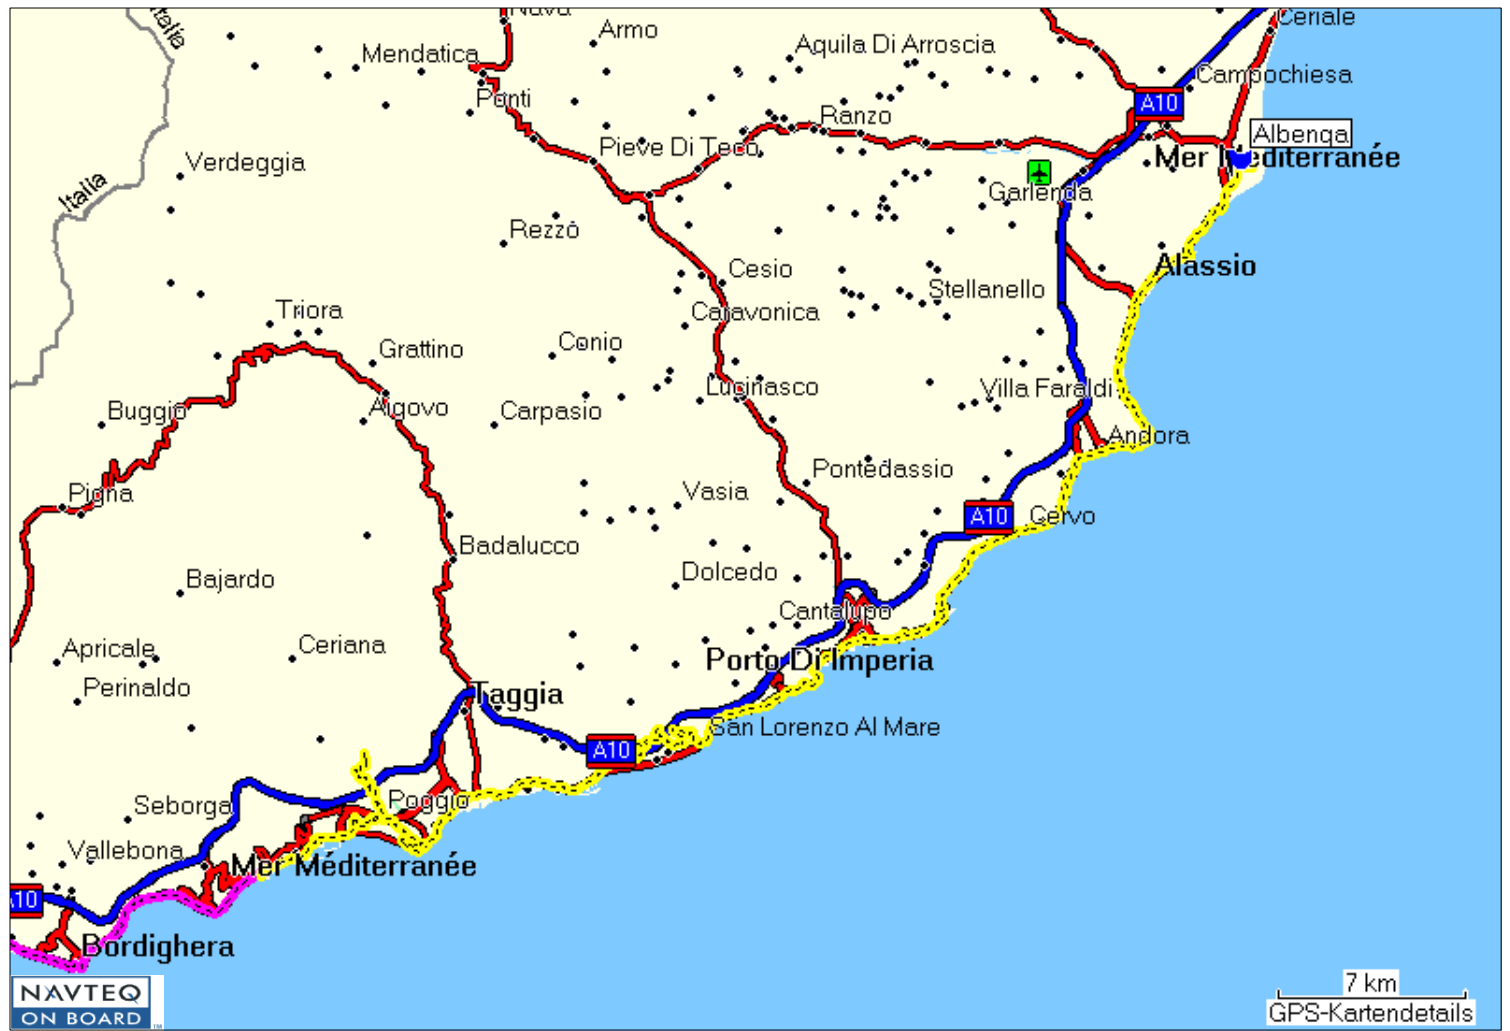 Italia
Nava
Ceriale
Armo
Mendatica
Aquila Di Arroscia
Campochiesa
Ponti
A10
Ranzo
Albenga
Pieve Di Teco
Mer Méditerranée
Verdeggia
Italia
Garlenda
Rezzo
Alassio
Cesio
Stellanello
Triora
Caravonica
Conio
Grattino
Lucinasco
Villa Faraldi
Buggio
Aigovo
Carpasio
Andora
Pontedassio
Pigna
Vasia
A10
Cervo
Badalucco
Bajardo
Dolcedo
Cantalupo
Apricale
Ceriana
Porto Di Imperia
Perinaldo
Taggia
San Lorenzo Al Mare
A10
Seborga
Poggio
Vallebona
Mer Méditerranée
A10
Bordighera
NAVTEQ
ON BOARD
7 km
GPS-Kartendetails